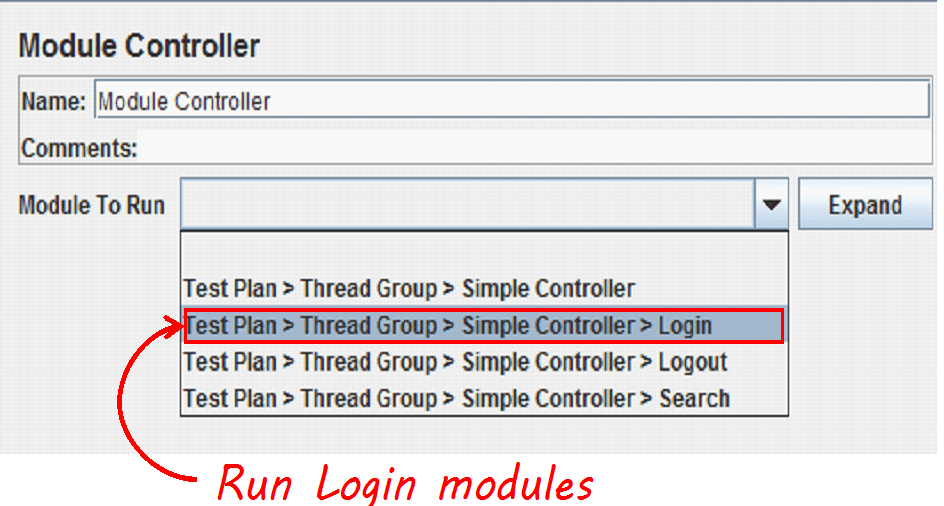 Module Controller
Name: Module Controller
Comments:
Module To Run Expand
Test Plan > Thread Group > Simple Controller
Test Plan > Thread Group > Simple Controller > Login
Test Plan > Thread Group > Simple Controller > Logout
Test Plan > Thread Group > Simple Controller > Search
Run Login modules